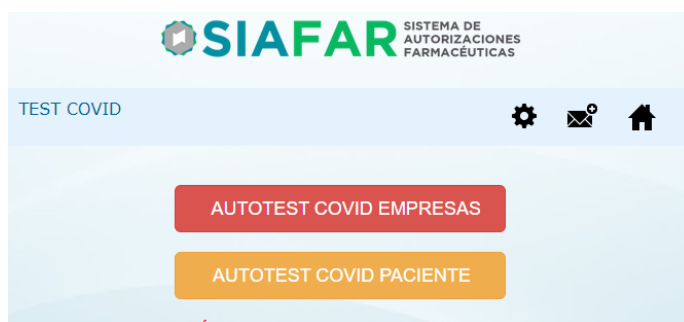 SIAFAR
SISTEMA DE
AUTORIZACIONES
FARMACÉUTICAS
TEST COVID
AUTOTEST COVID EMPRESAS
AUTOTEST COVID PACIENTE